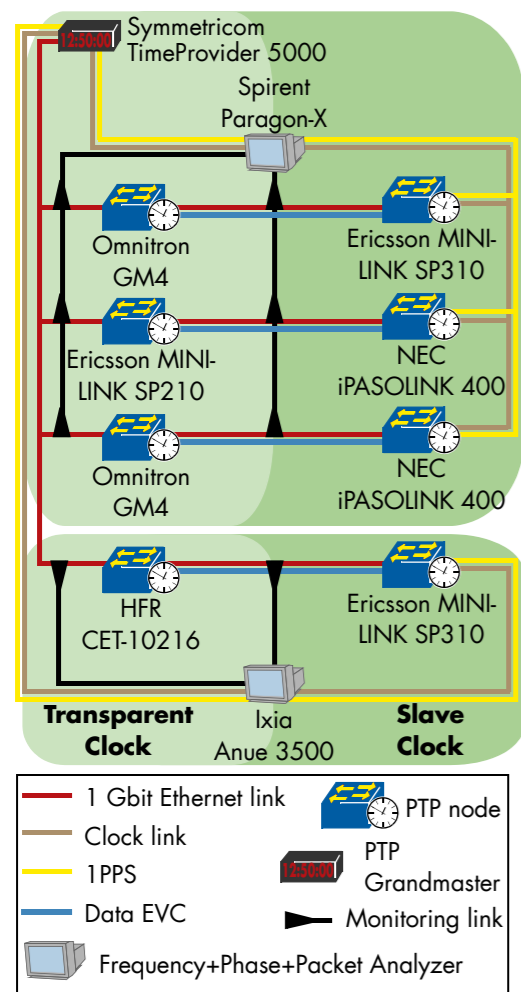 12:50:00
Symmetricom
TimeProvider 5000
Spirent
Paragon-X
Omnitron
GM4
Ericsson MINI-
LINK SP310
Ericsson MINI-
LINK SP210
NEC
iPASOLINK 400
Omnitron
GM4
NEC
iPASOLINK 400
HFR
CET-10216
Ericsson MINI-
LINK SP310
Transparent
Clock
Ixia
Anue 3500
Slave
Clock
1 Gbit Ethernet link
Clock link
1PPS
Data EVC
PTP node
12:50:00
PTP
Grandmaster
Monitoring link
Frequency+Phase+Packet Analyzer